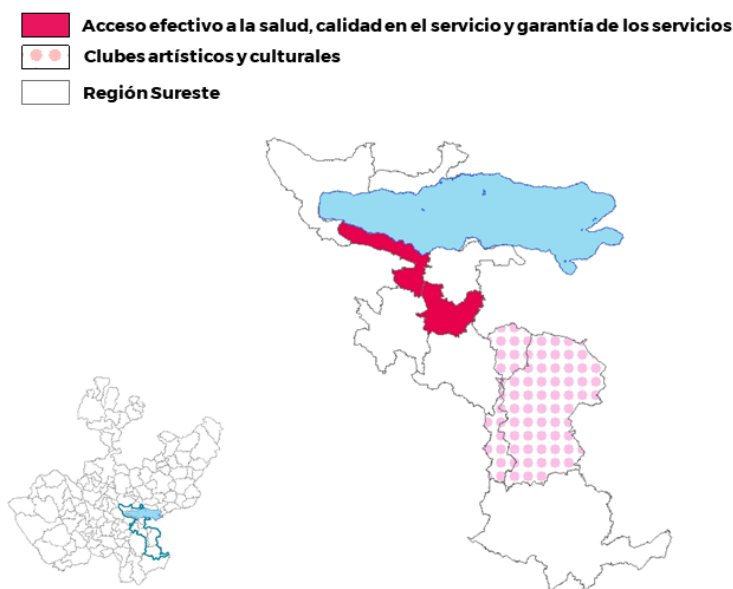 Acceso efectivo a la salud, calidad en el servicio y garantía de los servicios
Clubes artísticos y culturales
Región Sureste